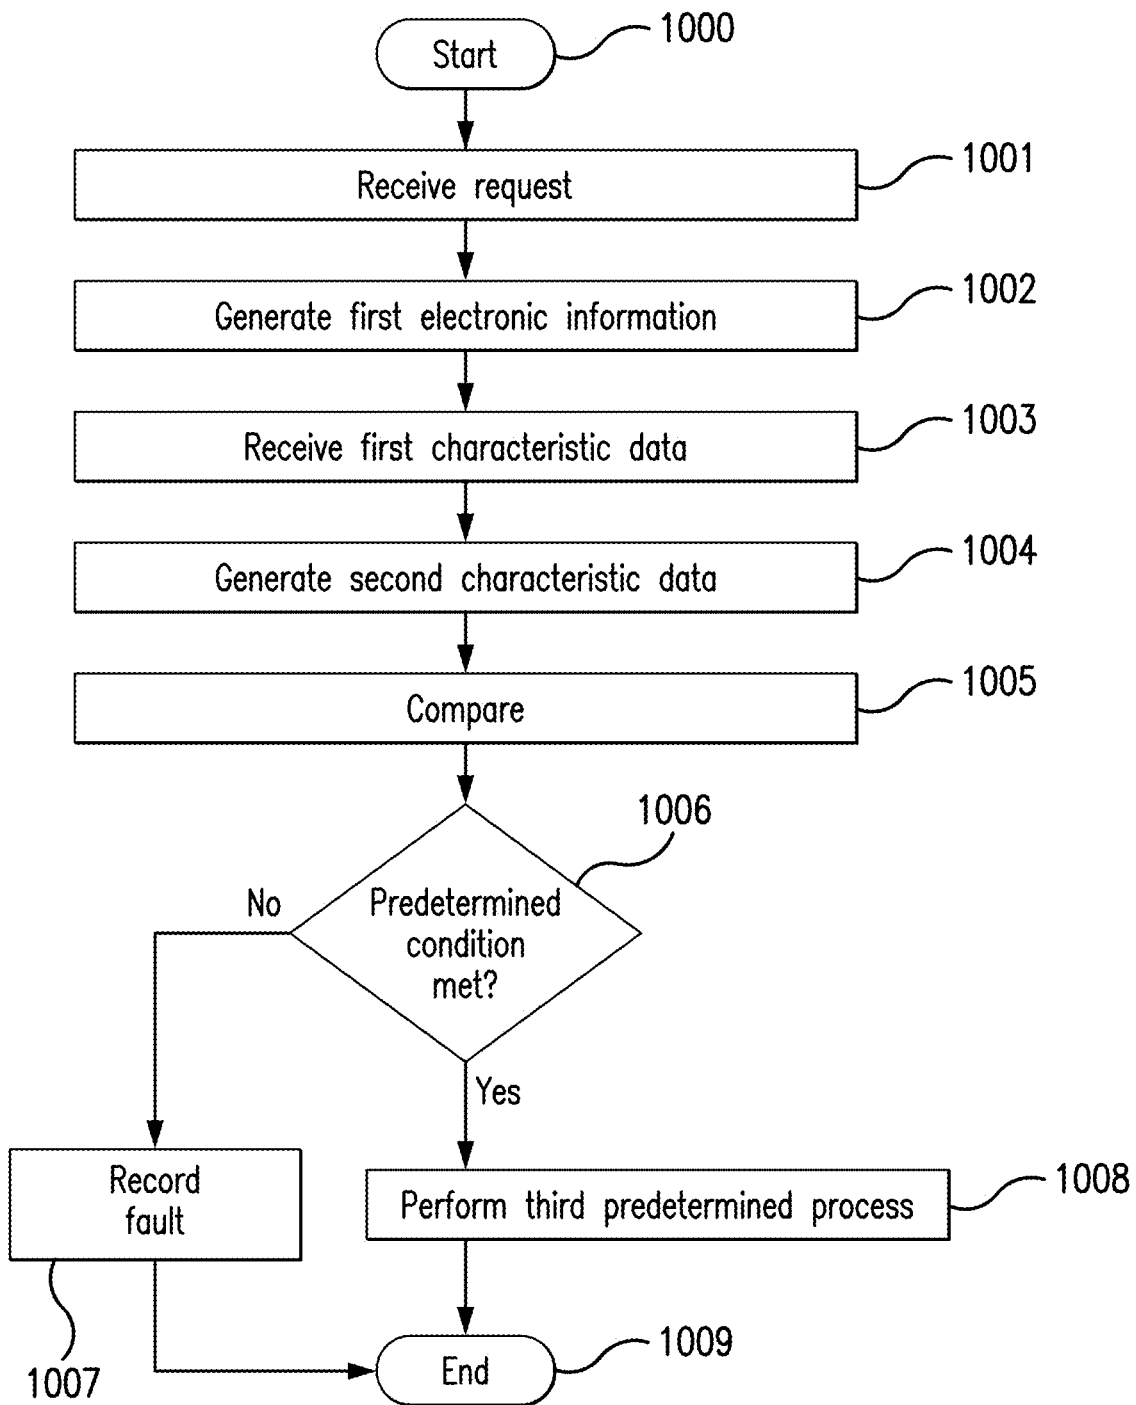 Start
1000
Receive request
1001
Generate first electronic information
1002
Receive first characteristic data
1003
Generate second characteristic data
1004
Compare
1005
1006
Predetermined
condition
met?
No
Yes
Record
fault
1007
Perform third predetermined process
1008
End
1009